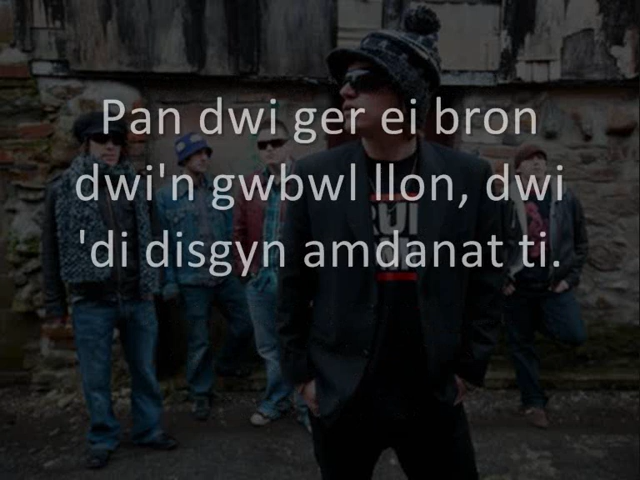 Pan dwi ger ei bron
dwi'n gwbwl llon, dwi
'di disgyn amdanat ti.